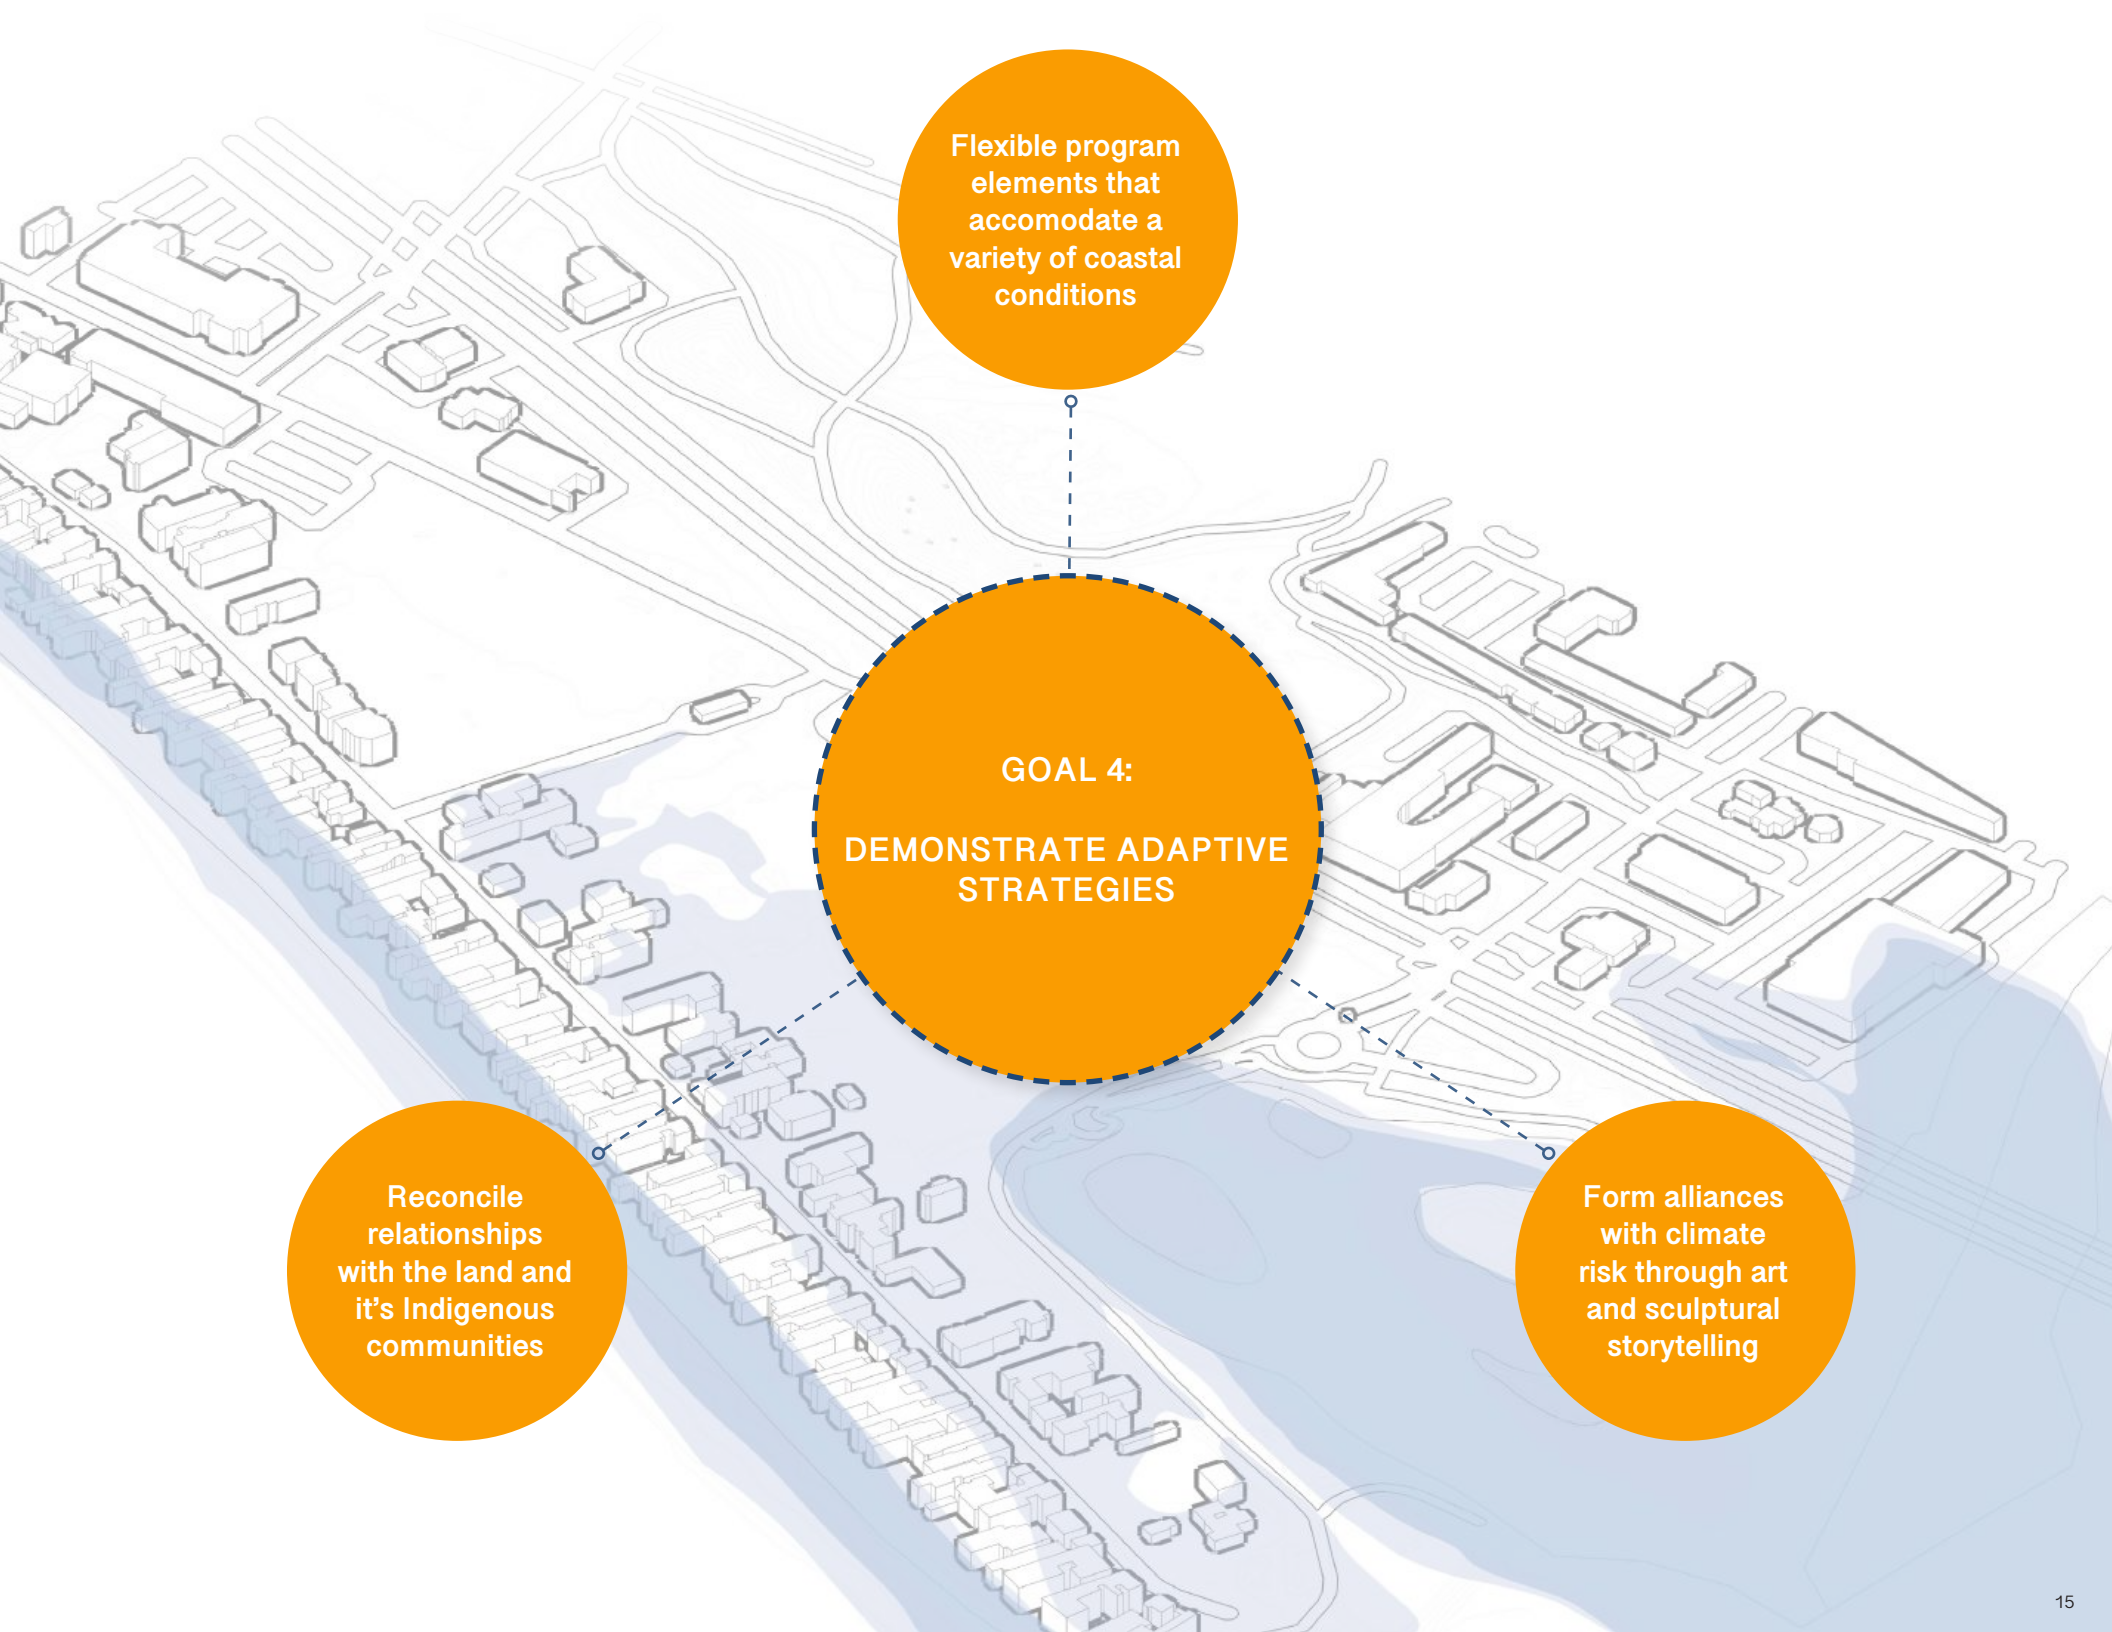 Flexible program
elements that
accomodate a
variety of coastal
conditions
GOAL 4:
DEMONSTRATE ADAPTIVE
STRATEGIES
Reconcile
relationships
with the land and
it’s Indigenous
communities
Form alliances
with climate
risk through art
and sculptural
storytelling
15